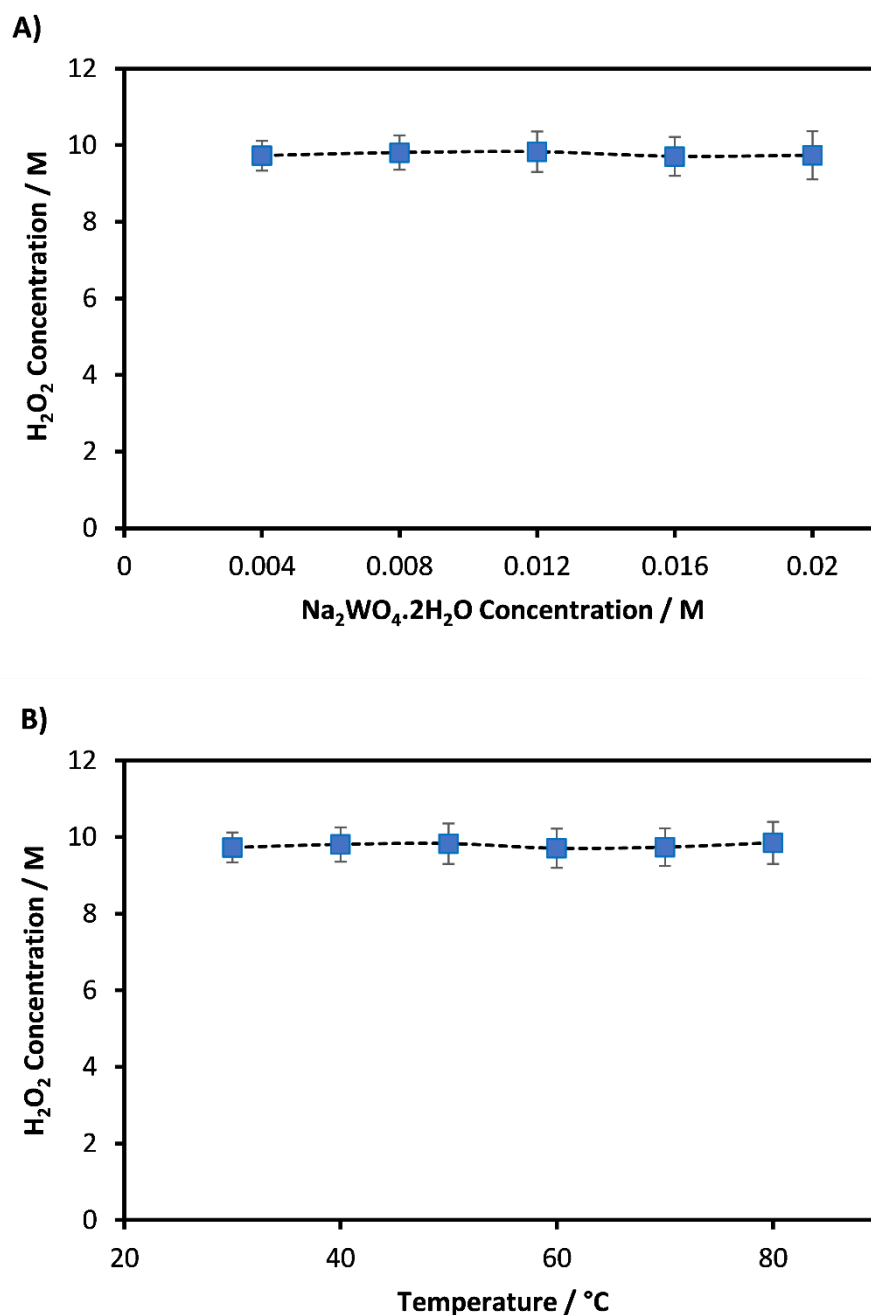 A)
12
10
8
6
4
2
0
H₂O₂ Concentration / M
0 0.004 0.008 0.012 0.016 0.02
Na₂WO₄.2H₂O Concentration / M
B)
12
10
8
6
4
2
0
H₂O₂ Concentration / M
20 40 60 80
Temperature / °C